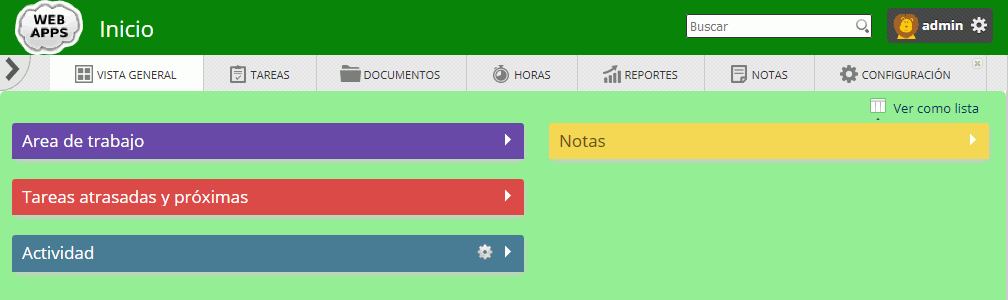 WEB
APPS
Inicio
Buscar
admin
VISTA GENERAL
TAREAS
DOCUMENTOS
HORAS
REPORTES
NOTAS
CONFIGURACIÓN
Ver como lista
Area de trabajo
Notas
Tareas atrasadas y próximas
Actividad